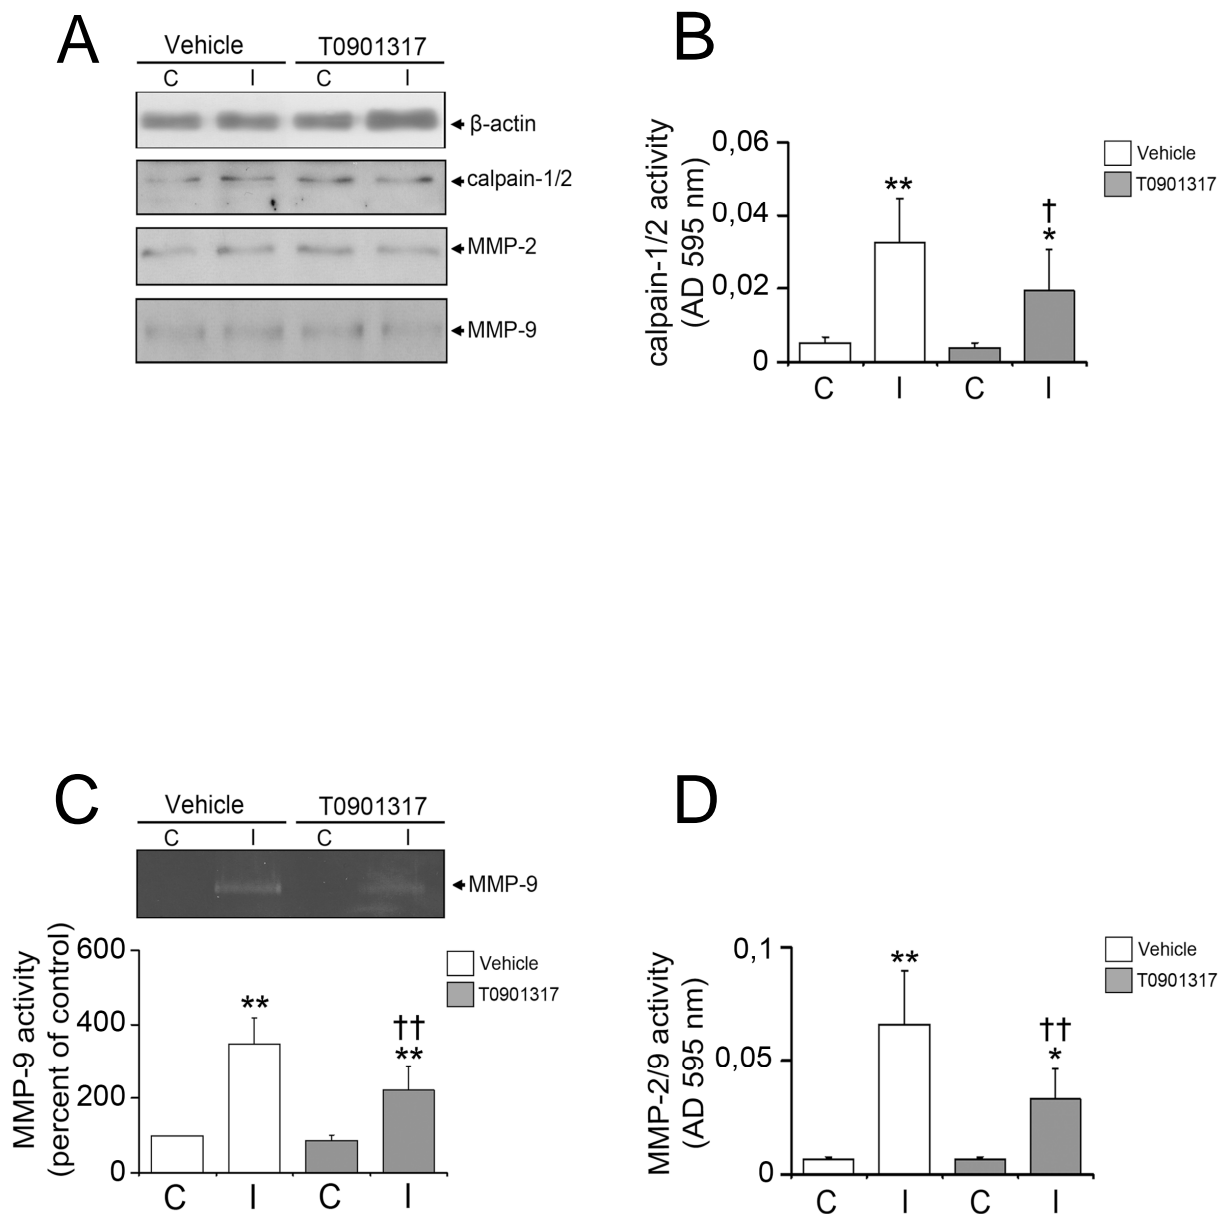 A
Vehicle T0901317
C I C I
β-actin
calpain-1/2
MMP-2
MMP-9
B
calpain-1/2 activity
(AD 595 nm)
0,06
0,04
0,02
0
**
†
*
C I C I
Vehicle
T0901317
C
Vehicle T0901317
C I C I
MMP-9
MMP-9 activity
(percent of control)
600
400
200
0
**
††
**
C I C I
Vehicle
T0901317
D
MMP-2/9 activity
(AD 595 nm)
0,1
0,05
0
**
††
*
C I C I
Vehicle
T0901317